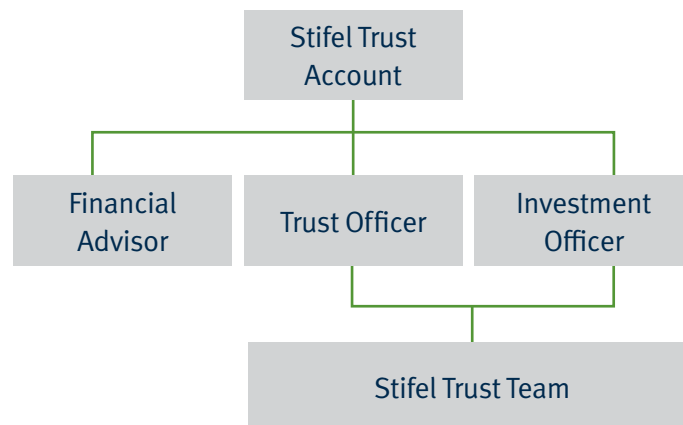 Stifel Trust
Account
Financial
Advisor
Trust Officer
Investment
Officer
Stifel Trust Team